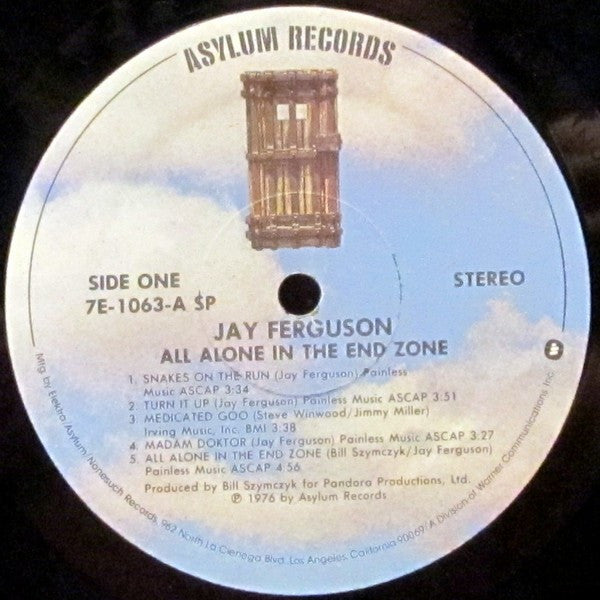 ASYLUM RECORDS
SIDE ONE
7E-1063-A SP
STEREO
JAY FERGUSON
ALL ALONE IN THE END ZONE
1. SNAKES ON THE RUN (Jay Ferguson) Painless
Music ASCAP 3:34
2. TURN IT UP (Jay Ferguson) Painless Music ASCAP 3:51
3. MEDICATED GOO (Steve Winwood/Jimmy Miller)
Irving Music, Inc. BMI 3:38
4. MADAM DOKTOR (Jay Ferguson) Painless Music ASCAP 3:27
5. ALL ALONE IN THE END ZONE (Bill Szymczyk/Jay Ferguson)
Painless Music ASCAP 4:56
Produced by Bill Szymczyk for Pandora Productions, Ltd.
℗ 1976 by Asylum Records
Mfg. by Elektra/Asylum/Nonesuch Records, 962 North La Cienega Blvd., Los Angeles, California 90069/A Division of Warner Communications Inc.